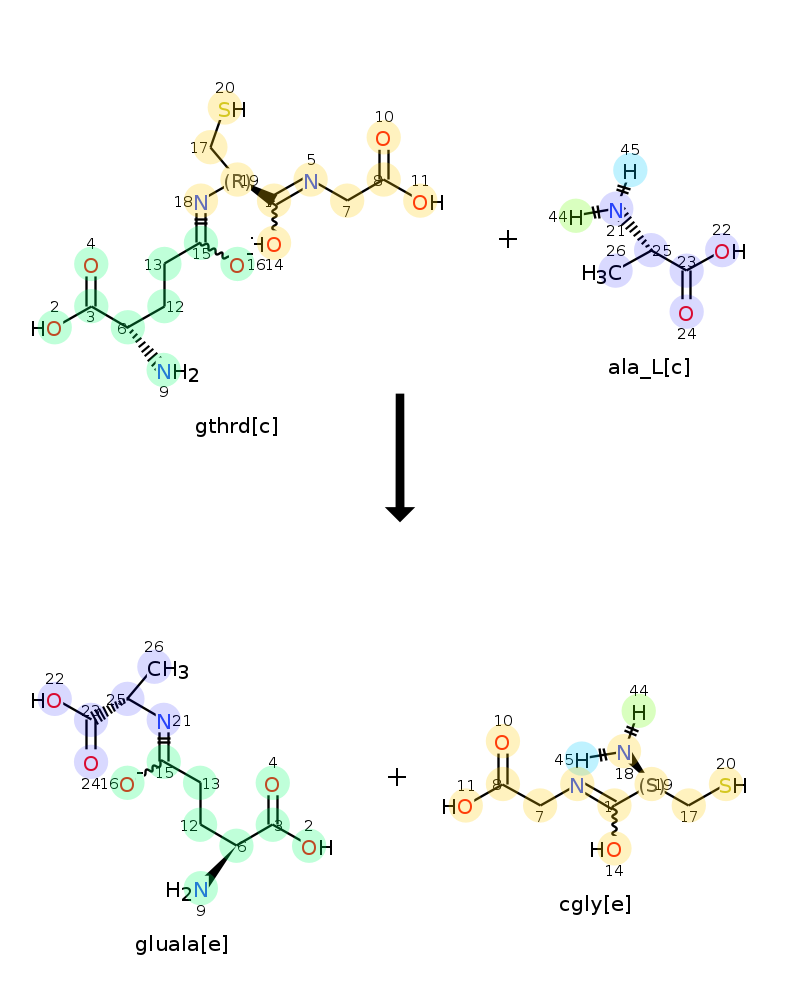 20
SH
17
(R)
19
18
N
1
5
N
7
10
O
8
11
OH
HO
14
15
O
16
-
4
O
13
2
HO
3
6
12
NH2
9
gthrd[c]
+
45
H
44
H
N
21
26
H3C
25
22
OH
23
O
24
ala_L[c]
26
CH3
22
HO
23
25
N
21
O
24
16
O
-
15
13
4
O
12
3
2
OH
6
H2N
9
gluala[e]
+
10
O
11
HO
8
7
N
45
H
44
H
N
18
(S)
19
1
HO
14
17
20
SH
cgly[e]